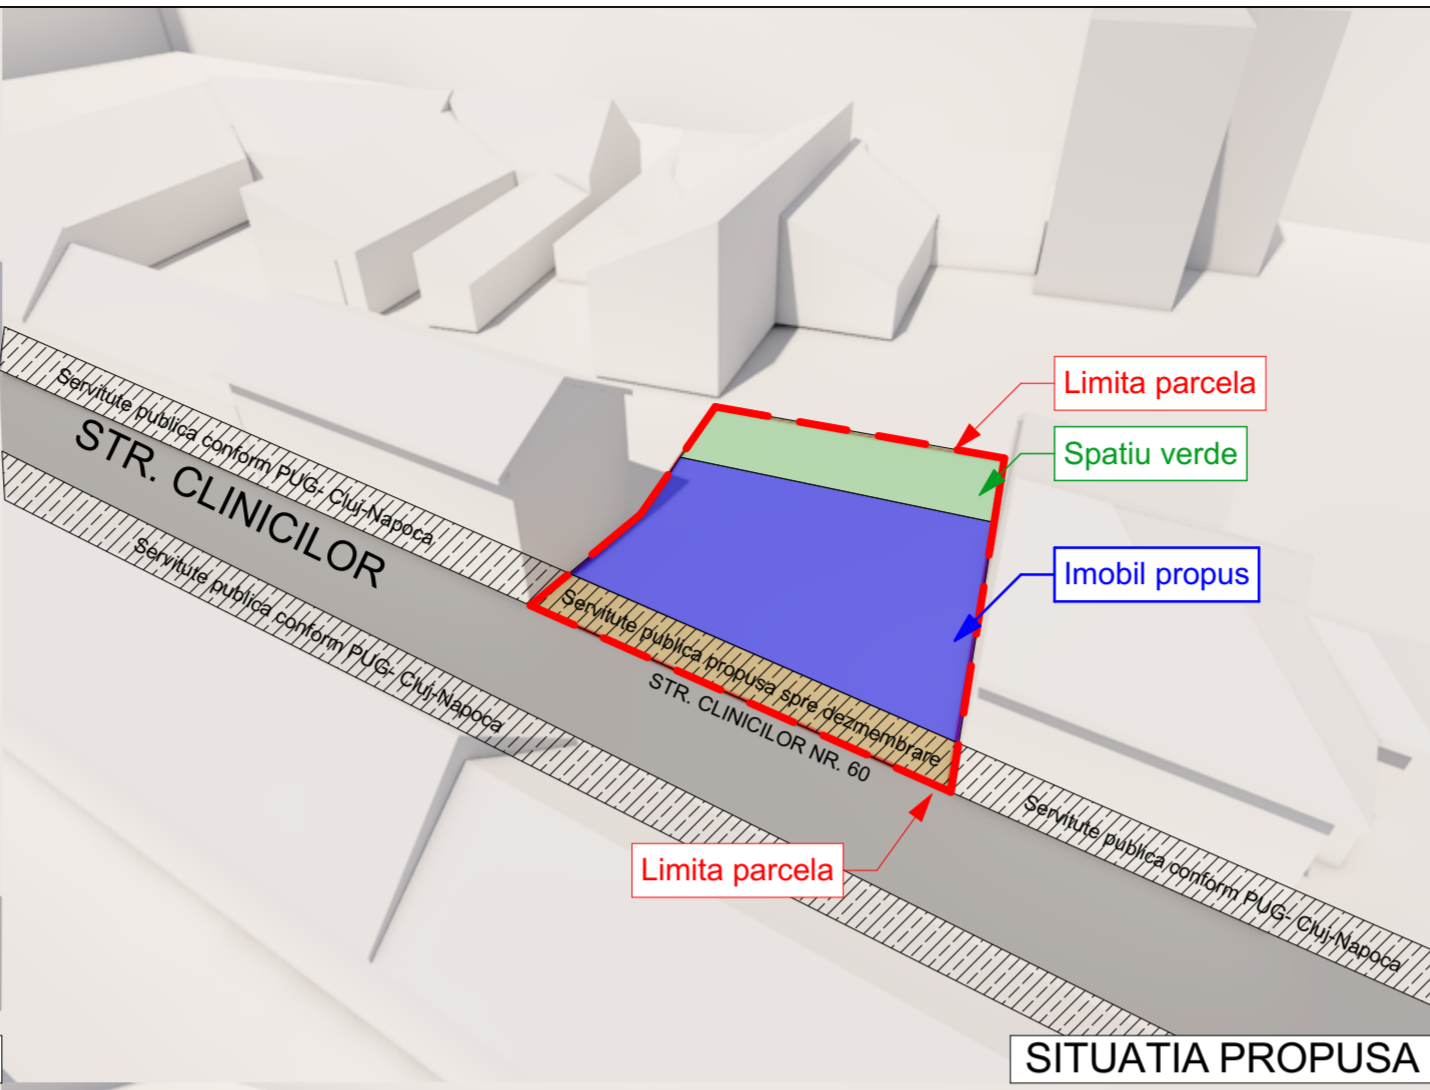 Limita parcela
Spatiu verde
Servitute publica conform PUG- Cluj-Napoca
STR. CLINICILOR
Servitute publica conform PUG- Cluj-Napoca
Imobil propus
Servitute publica propusa spre dezmembrare
STR. CLINICILOR NR. 60
Servitute publica conform PUG- Cluj-Napoca
Limita parcela
SITUATIA PROPUSA